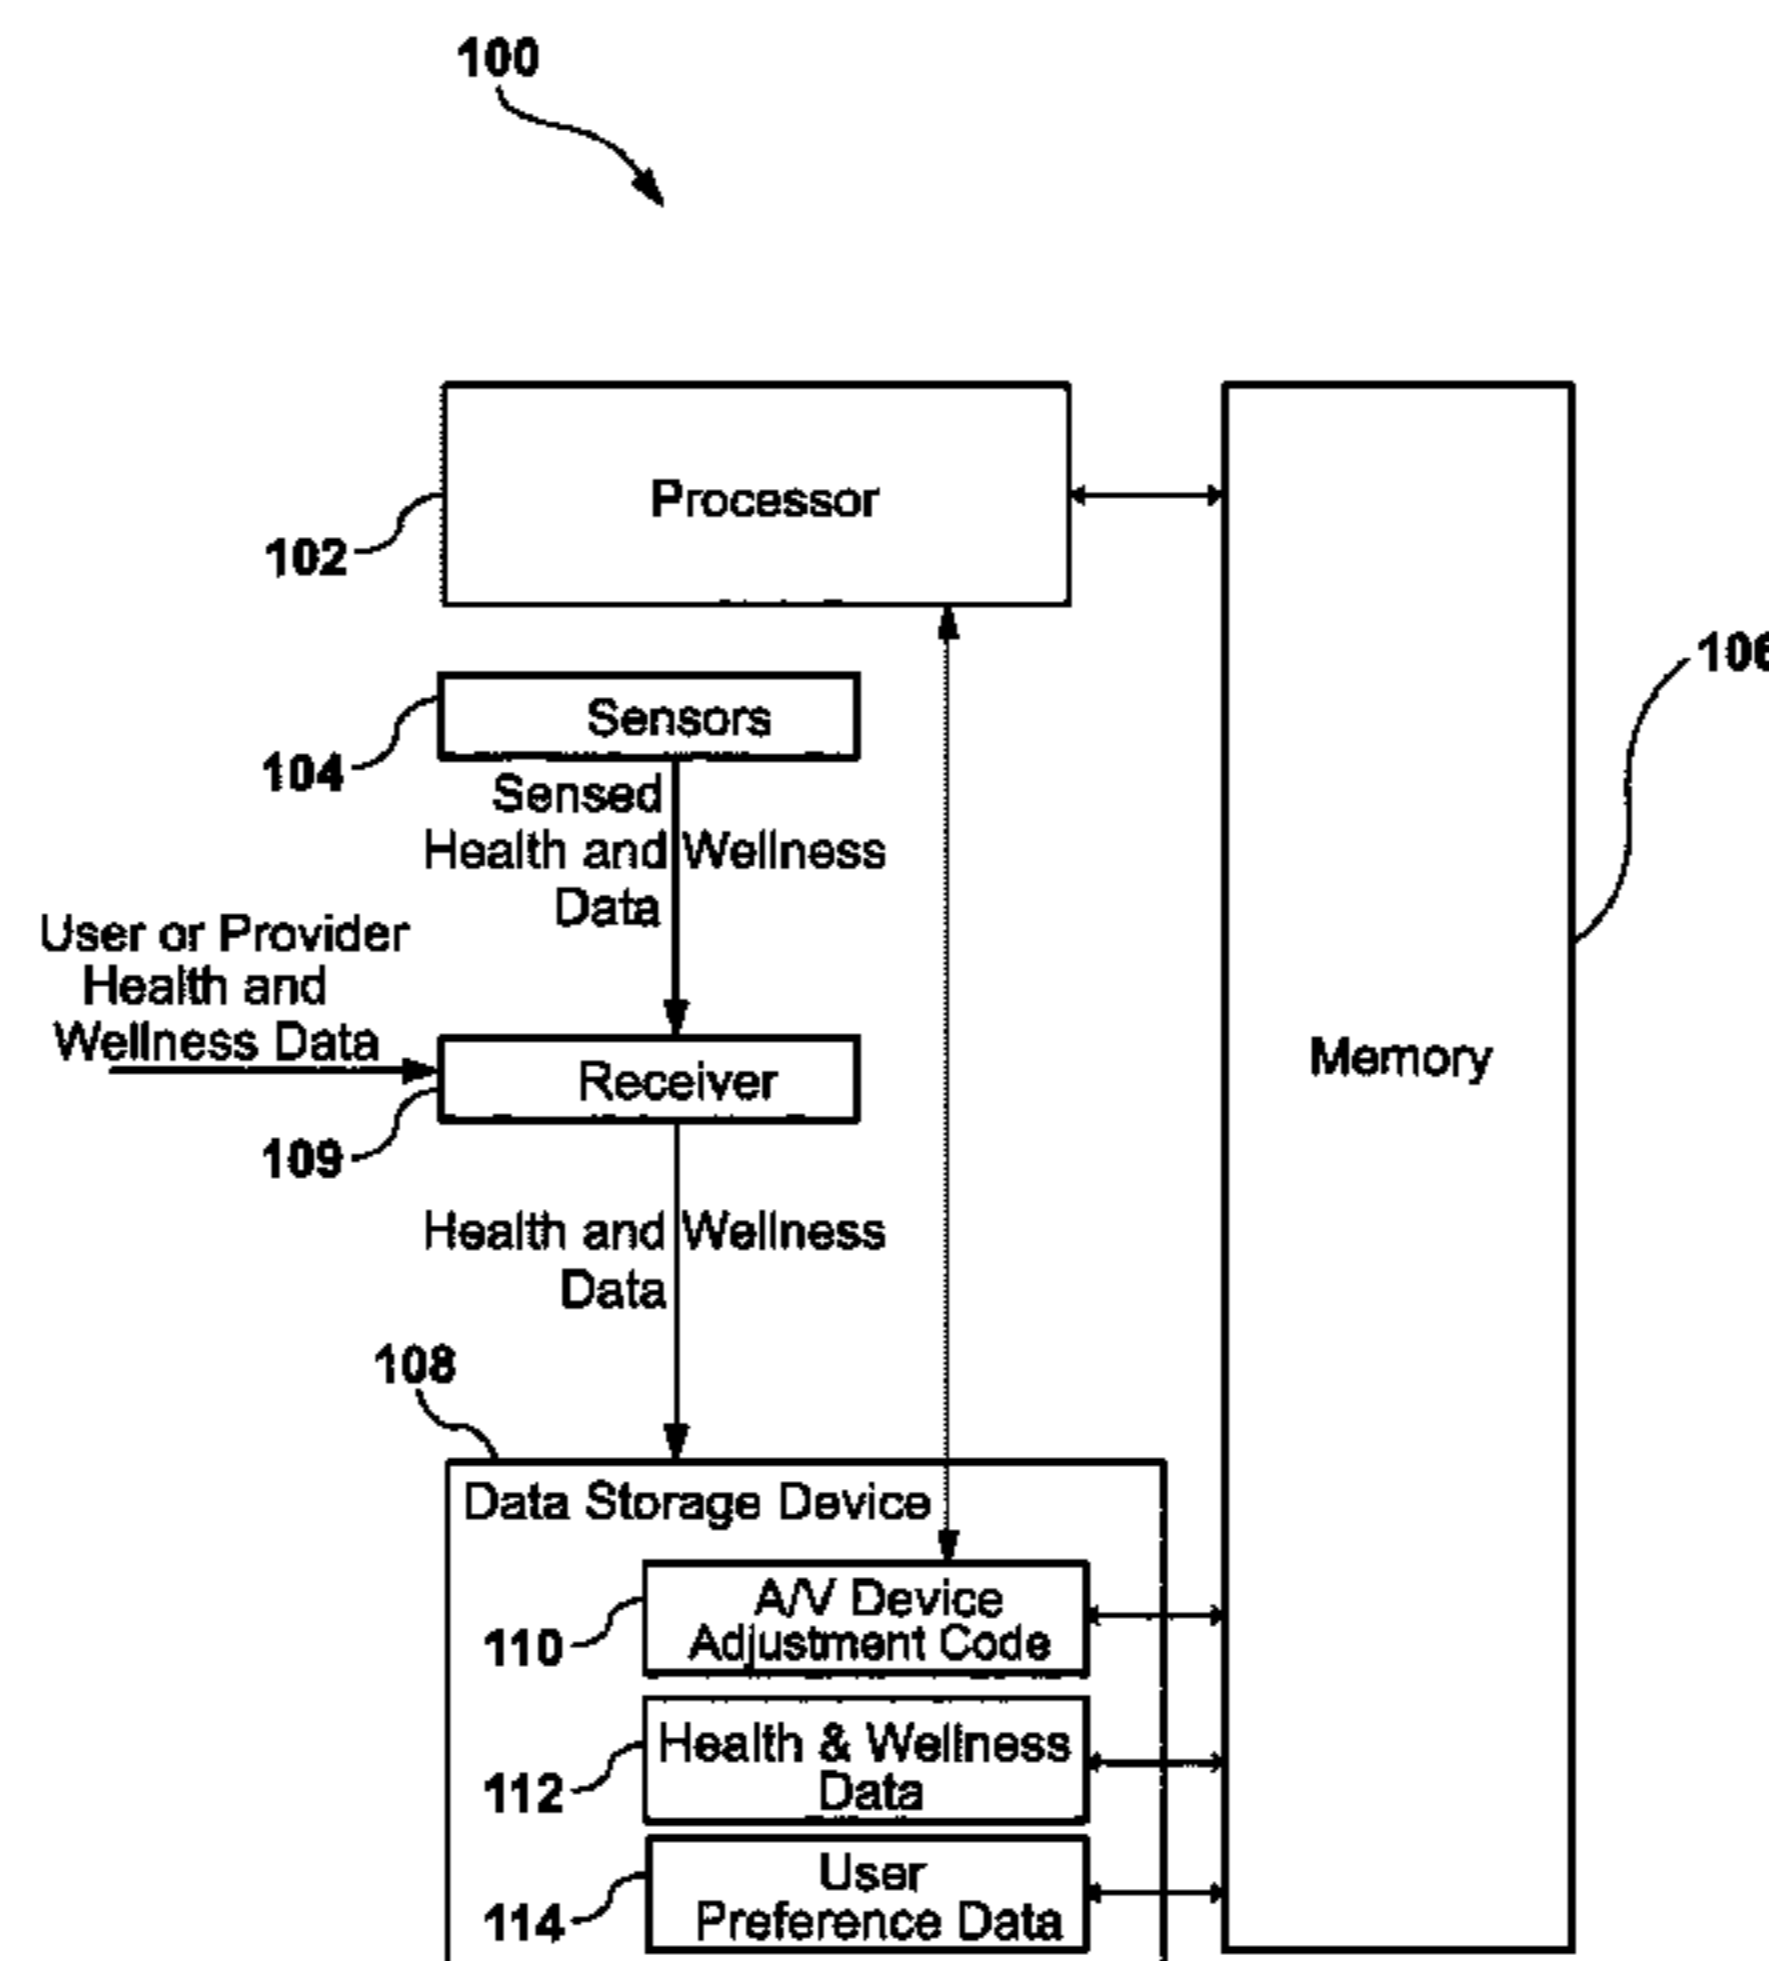 100
Processor
102
106
Sensors
104
Sensed
Health and Wellness
Data
User or Provider
Health and
Wellness Data
Receiver
109
Memory
Health and Wellness
Data
108
Data Storage Device
A/V Device
Adjustment Code
110
Health & Wellness
Data
112
User
Preference Data
114